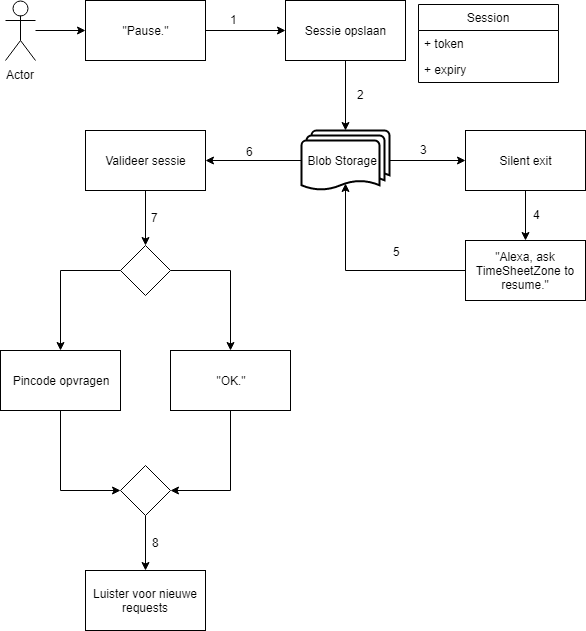 "Pause."
1
Sessie opslaan
Session
+ token
+ expiry
Actor
2
Valideer sessie
6
Blob Storage
3
Silent exit
7
4
5
"Alexa, ask
TimeSheetZone to
resume."
Pincode opvragen
"OK."
8
Luister voor nieuwe
requests